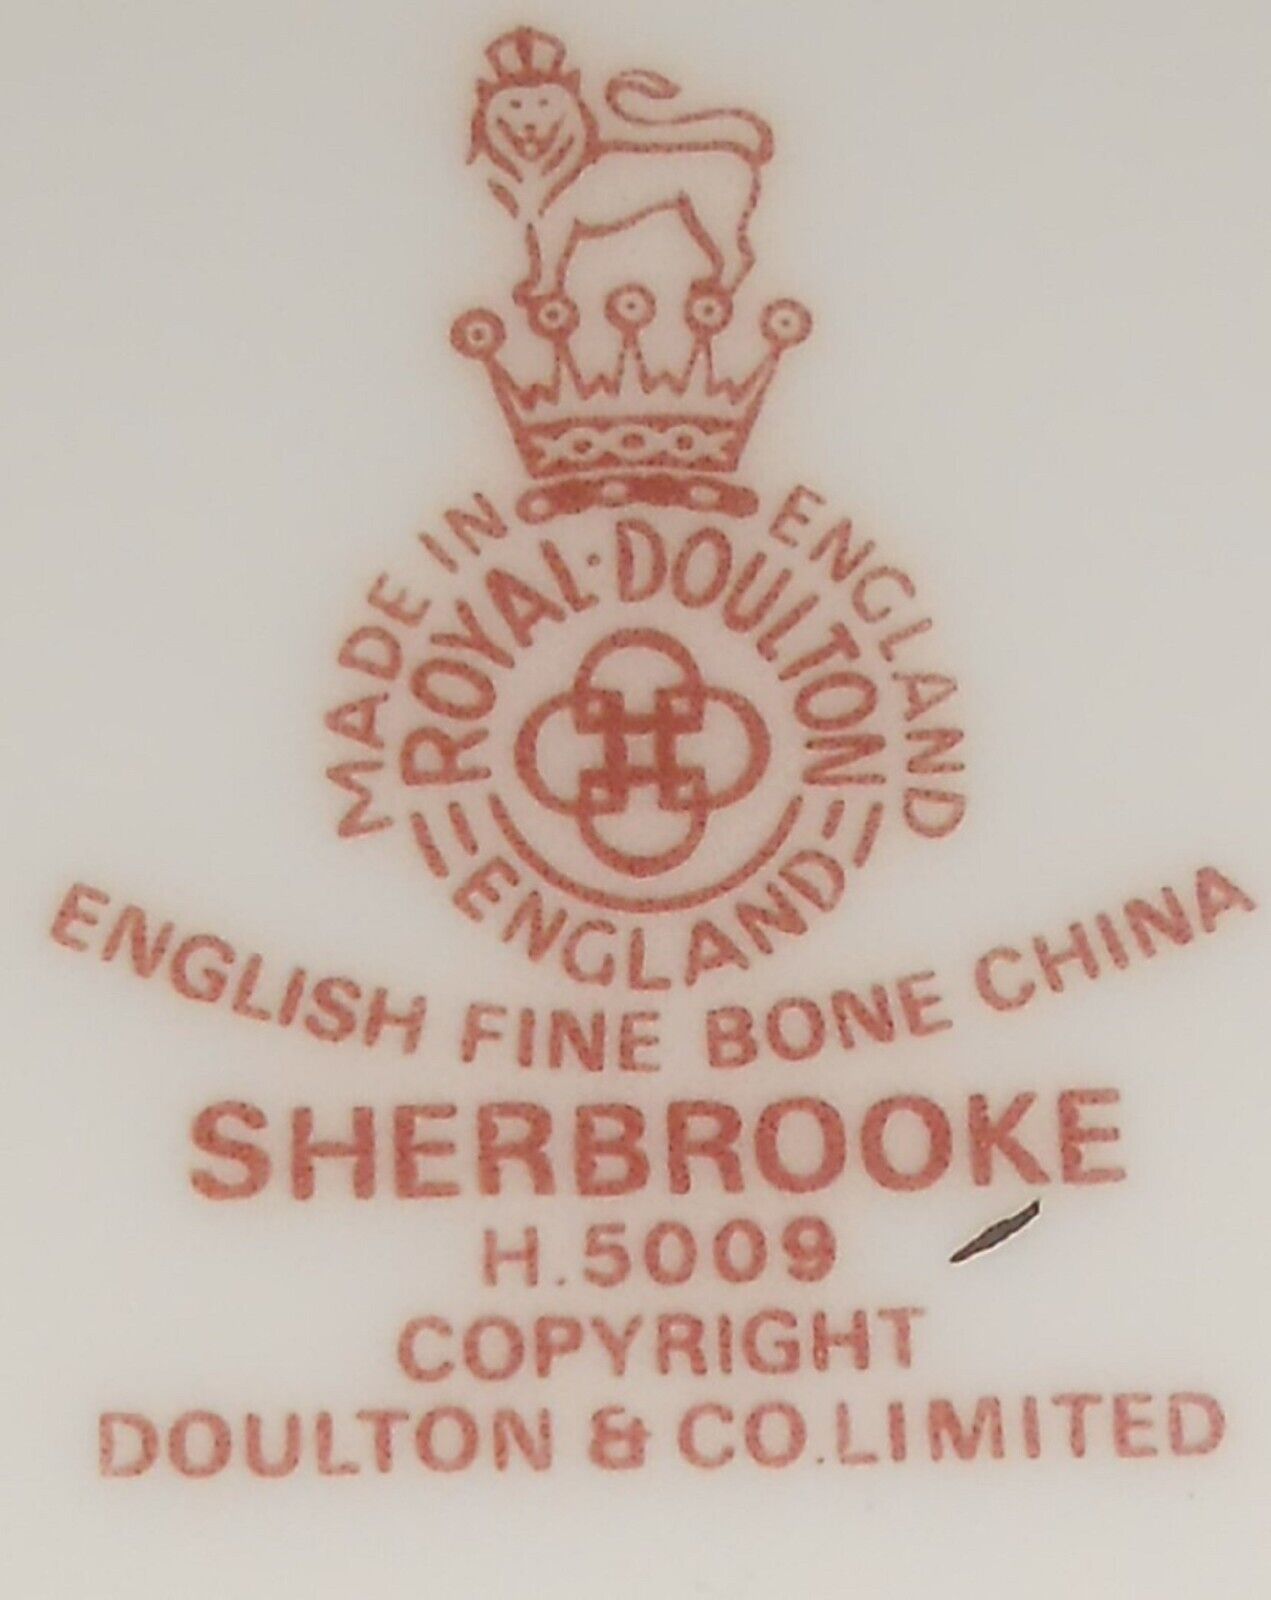 MADE IN ENGLAND
ROYAL·DOULTON
ENGLAND
ENGLISH FINE BONE CHINA
SHERBROOKE
H.5009
COPYRIGHT
DOULTON & CO.LIMITED